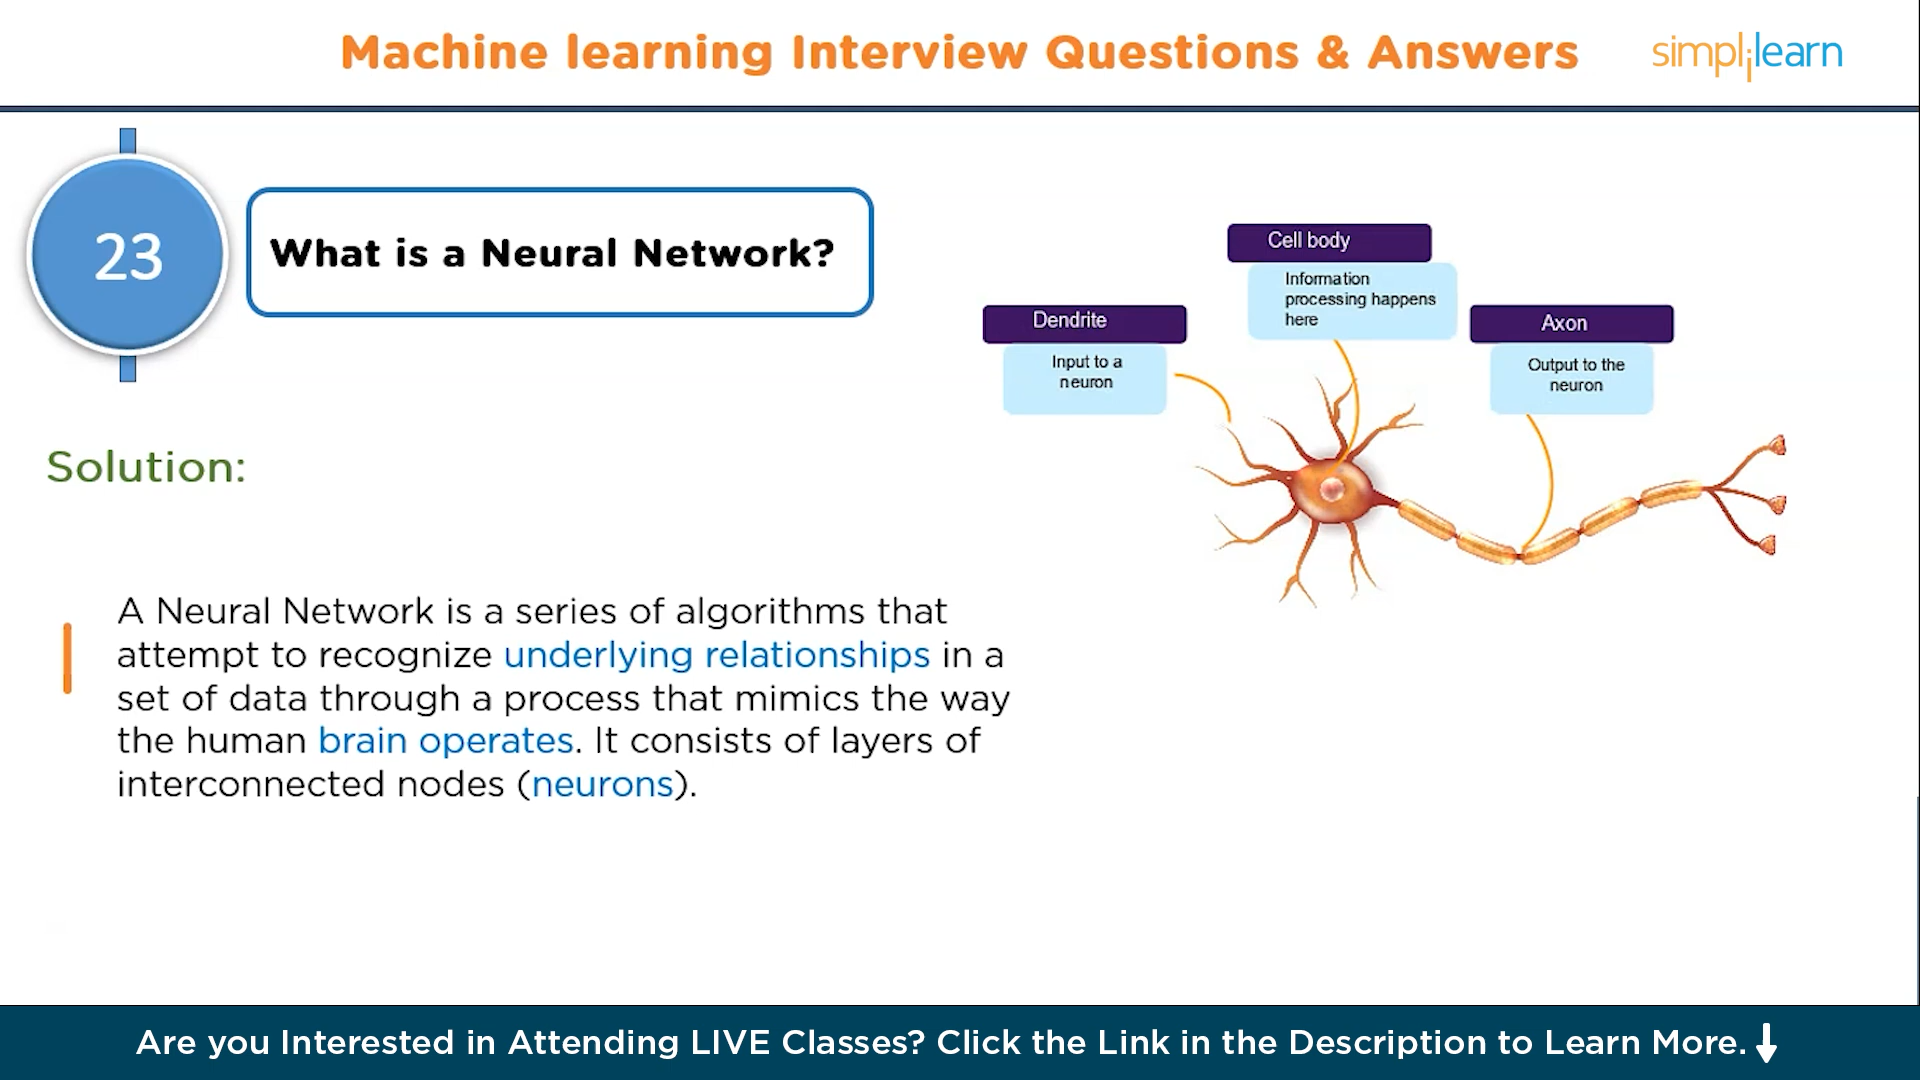 Machine learning Interview Questions & Answers
simplilearn
23
What is a Neural Network?
Cell body
Information
processing happens
here
Dendrite
Input to a
neuron
Axon
Output to the
neuron
Solution:
A Neural Network is a series of algorithms that
attempt to recognize underlying relationships in a
set of data through a process that mimics the way
the human brain operates. It consists of layers of
interconnected nodes (neurons).
Are you Interested in Attending LIVE Classes? Click the Link in the Description to Learn More.